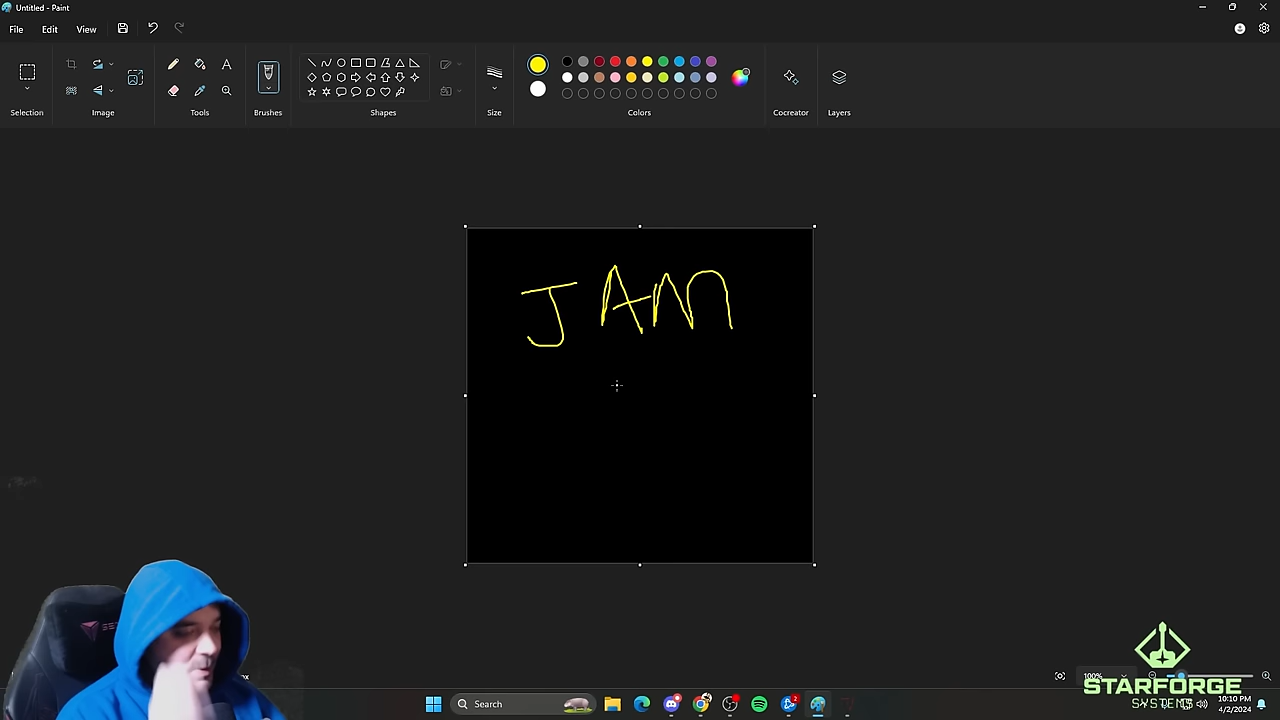 Untitled - Paint
File Edit View
Selection Image Tools Brushes Shapes Size Colors Cocreator Layers
JAM
100%
STARFORGE
SYSTEMS
Search
10:10 PM
4/2/2024